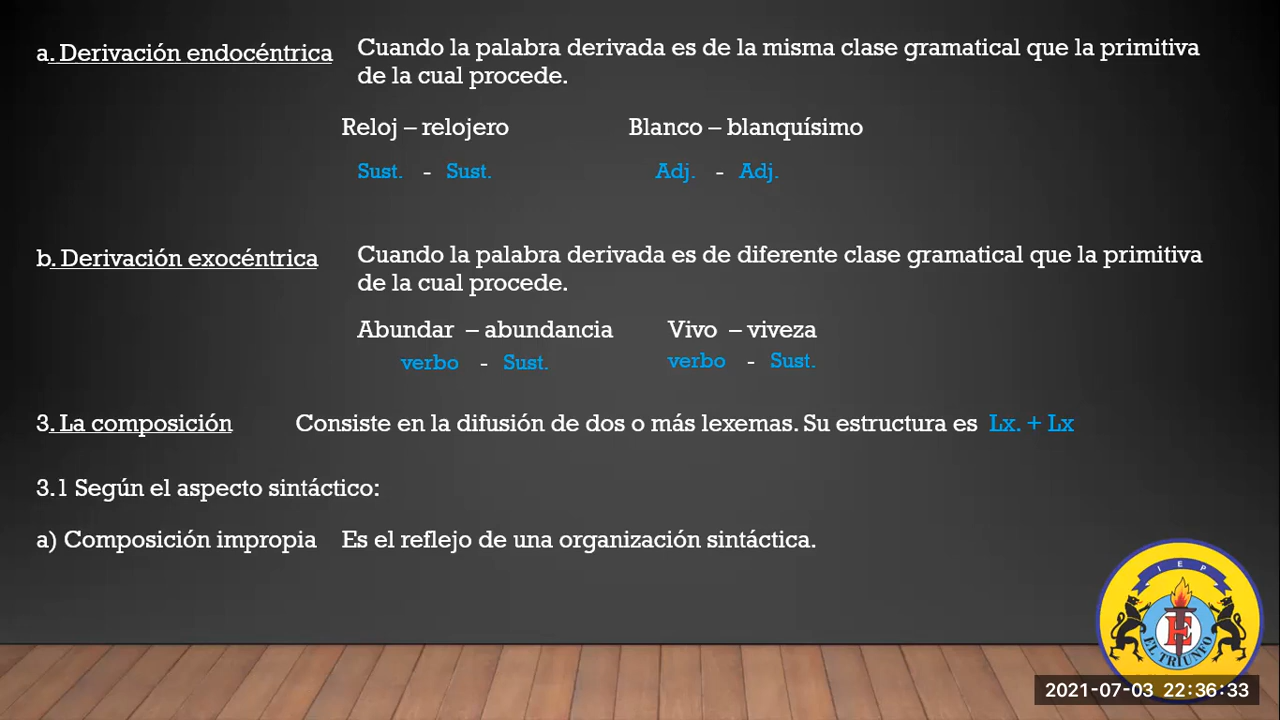 a. Derivación endocéntrica
Cuando la palabra derivada es de la misma clase gramatical que la primitiva
de la cual procede.
Reloj – relojero
Blanco – blanquísimo
Sust. - Sust.
Adj. - Adj.
b. Derivación exocéntrica
Cuando la palabra derivada es de diferente clase gramatical que la primitiva
de la cual procede.
Abundar – abundancia
Vivo – viveza
verbo - Sust.
verbo - Sust.
3. La composición
Consiste en la difusión de dos o más lexemas. Su estructura es Lx. + Lx
3.1 Según el aspecto sintáctico:
a) Composición impropia
Es el reflejo de una organización sintáctica.
I E P
E
EL TRIUNFO
2021-07-03 22:36:33